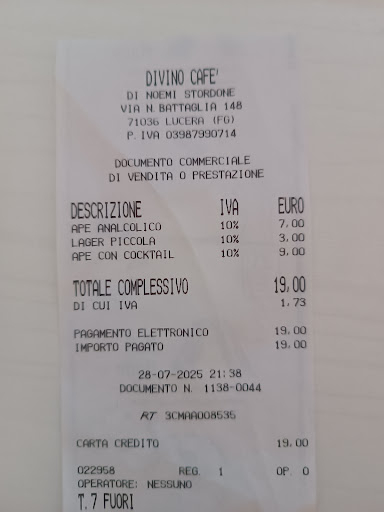 DIVINO CAFE'
DI NOEMI STORDONE
VIA N.BATTAGLIA 148
71036 LUCERA (FG)
P.IVA 03987990714
DOCUMENTO COMMERCIALE
DI VENDITA O PRESTAZIONE
DESCRIZIONE IVA EURO
APE ANALCOLICO 10% 7,00
LAGER PICCOLA 10% 3,00
APE CON COCKTAIL 10% 9,00
TOTALE COMPLESSIVO 19,00
DI CUI IVA 1,73
PAGAMENTO ELETTRONICO 19,00
IMPORTO PAGATO 19,00
28-07-2025 21:38
DOCUMENTO N. 1138-0044
RT 3CMAA008535
CARTA CREDITO 19,00
022958 REG. 1 OP. 0
OPERATORE: NESSUNO
T.7 FUORI